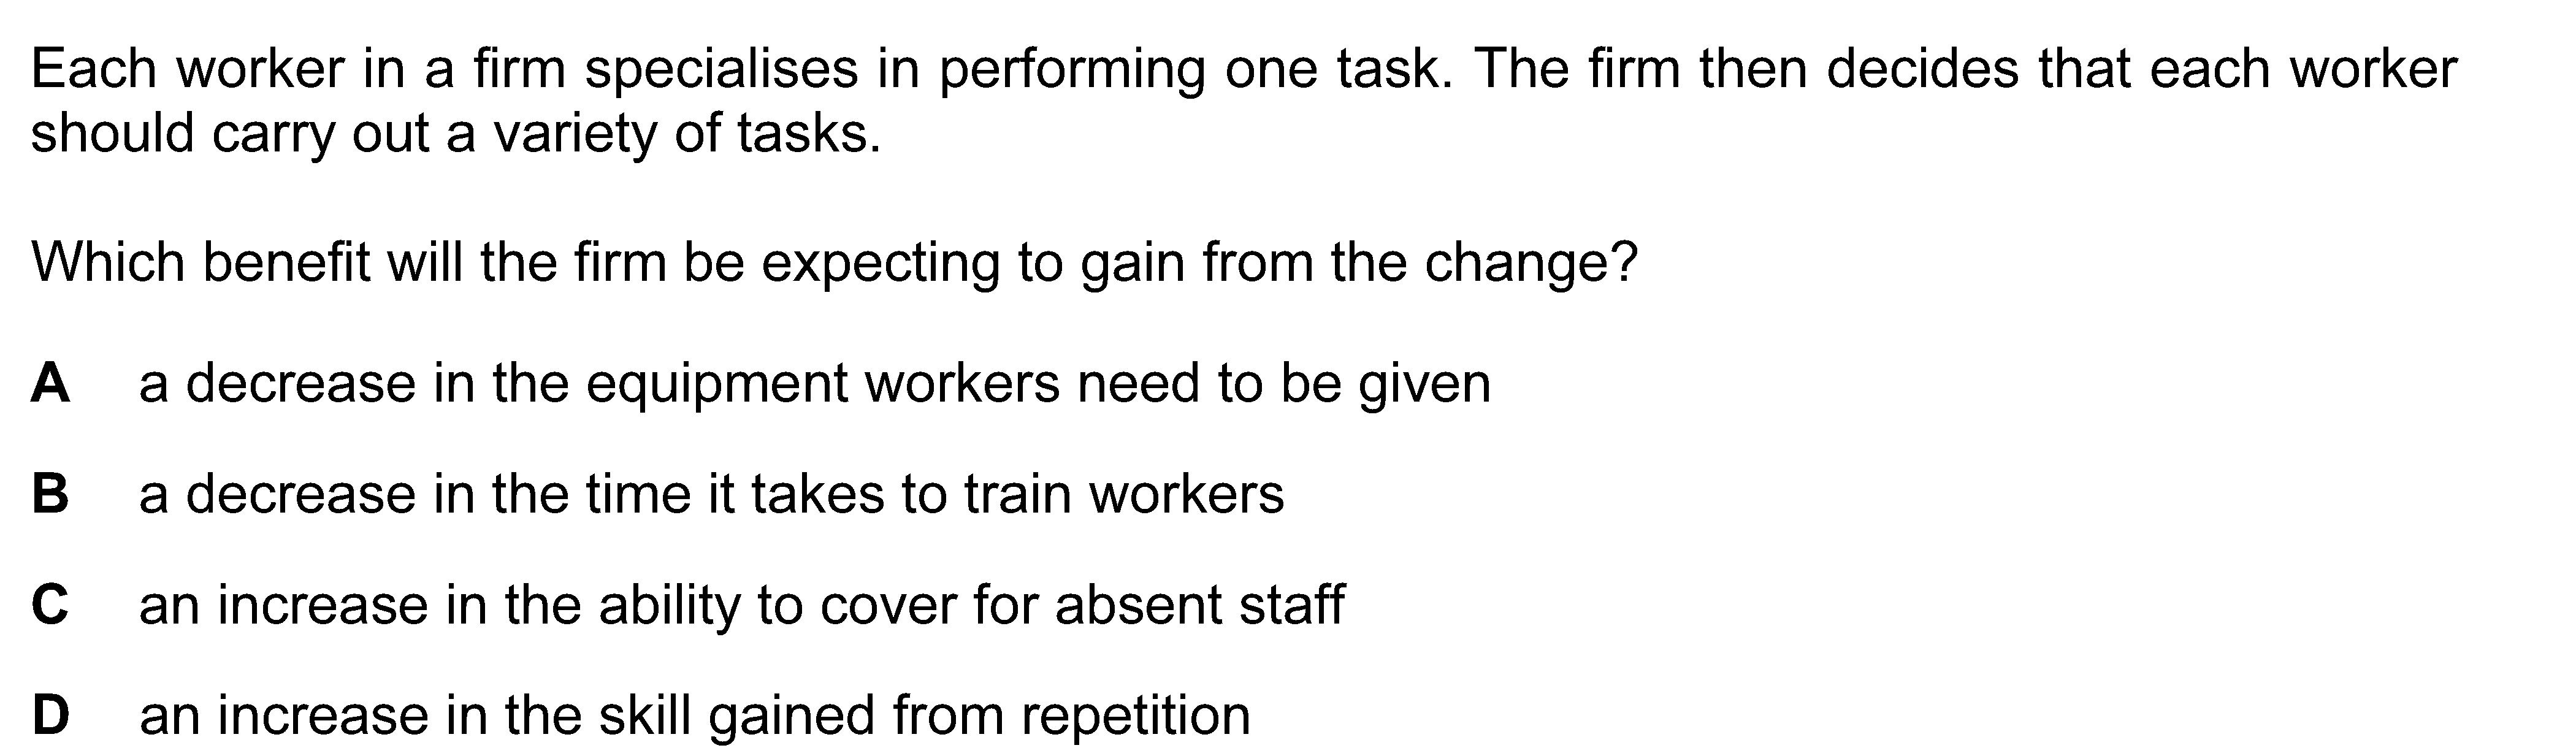 Each worker in a firm specialises in performing one task. The firm then decides that each worker
should carry out a variety of tasks.
Which benefit will the firm be expecting to gain from the change?
A a decrease in the equipment workers need to be given
B a decrease in the time it takes to train workers
C an increase in the ability to cover for absent staff
D an increase in the skill gained from repetition